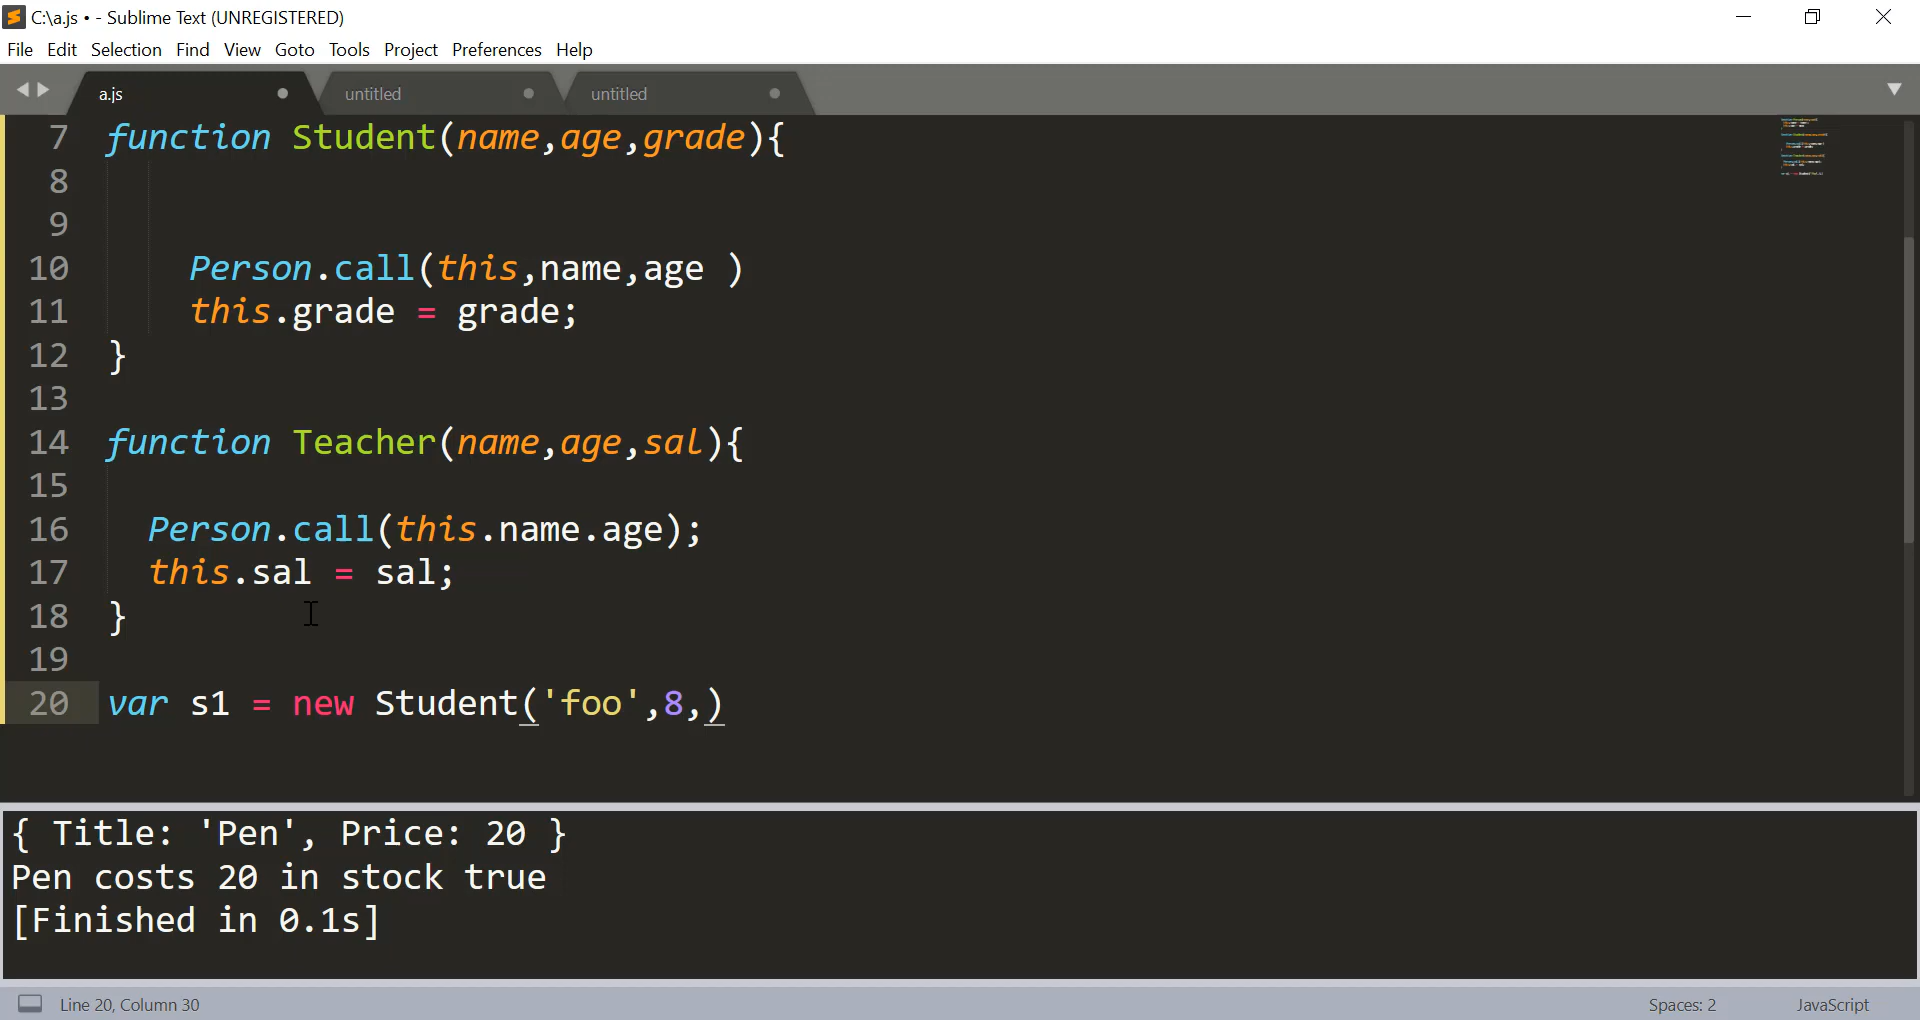 C:\a.js • - Sublime Text (UNREGISTERED)
File Edit Selection Find View Goto Tools Project Preferences Help
a.js untitled untitled
7 function Student(name,age,grade){
8
9
10 Person.call(this,name,age )
11 this.grade = grade;
12 }
13
14 function Teacher(name,age,sal){
15
16 Person.call(this.name.age);
17 this.sal = sal;
18 }
19
20 var s1 = new Student('foo',8,)
{ Title: 'Pen', Price: 20 }
Pen costs 20 in stock true
[Finished in 0.1s]
Line 20, Column 30 Spaces: 2 JavaScript